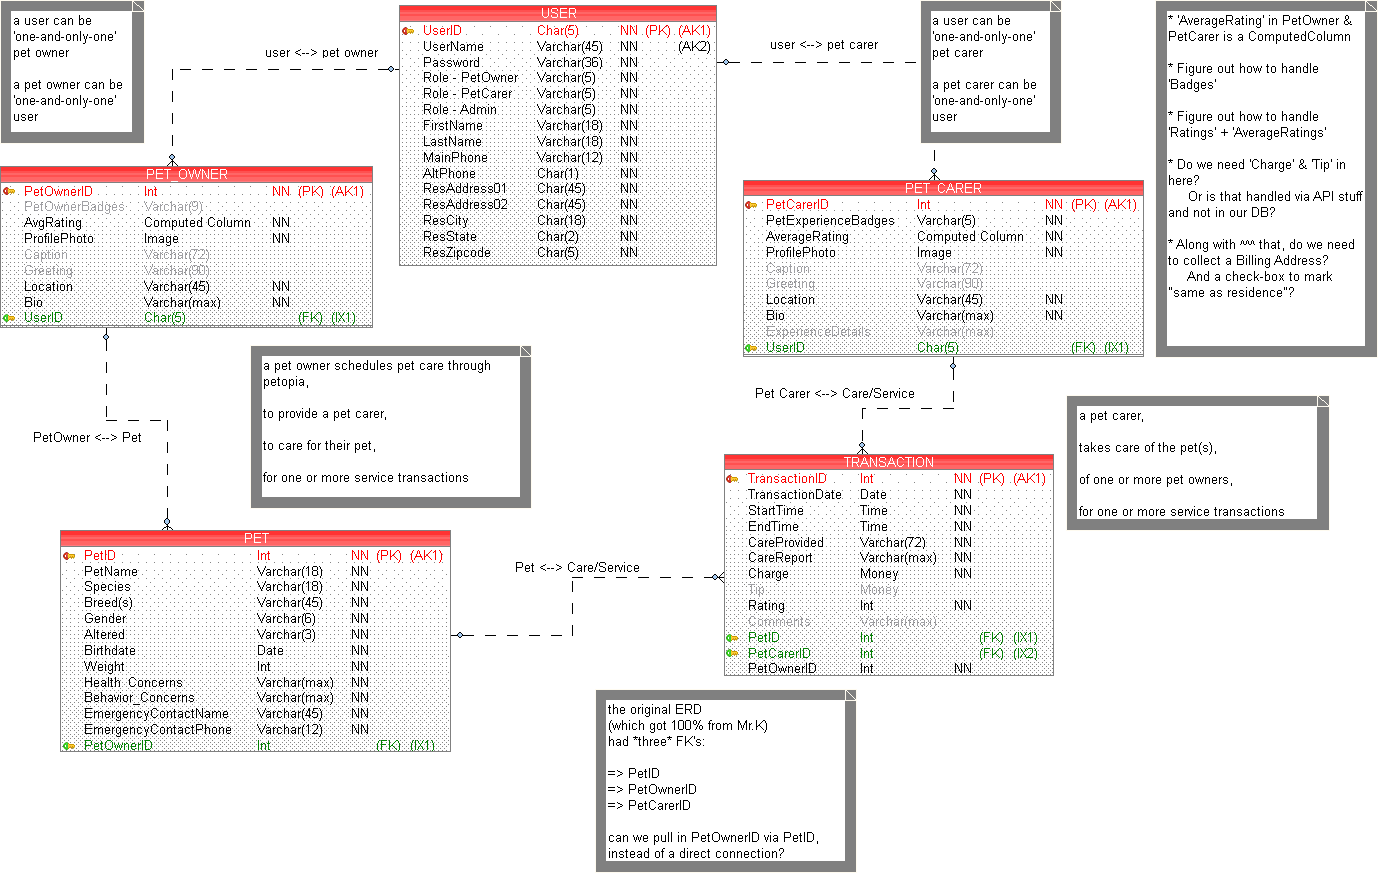 a user can be
'one-and-only-one'
pet owner
a pet owner can be
'one-and-only-one'
user
user <--> pet owner
USER
UserID Char(5) NN (PK) (AK1)
UserName Varchar(45) NN (AK2)
Password Varchar(36) NN
Role - PetOwner Varchar(5) NN
Role - PetCarer Varchar(5) NN
Role - Admin Varchar(5) NN
FirstName Varchar(18) NN
LastName Varchar(18) NN
MainPhone Varchar(12) NN
AltPhone Char(1) NN
ResAddress01 Char(45) NN
ResAddress02 Char(45) NN
ResCity Char(18) NN
ResState Char(2) NN
ResZipcode Char(5) NN
user <--> pet carer
a user can be
'one-and-only-one'
pet carer
a pet carer can be
'one-and-only-one'
user
* 'AverageRating' in PetOwner &
PetCarer is a ComputedColumn
* Figure out how to handle
'Badges'
* Figure out how to handle
'Ratings' + 'AverageRatings'
* Do we need 'Charge' & 'Tip' in
here?
Or is that handled via API stuff
and not in our DB?
* Along with ^^^ that, do we need
to collect a Billing Address?
And a check-box to mark
"same as residence"?
PET_OWNER
PetOwnerID Int NN (PK) (AK1)
PetOwnerBadges Varchar(9)
AvgRating Computed Column NN
ProfilePhoto Image NN
Caption Varchar(72)
Greeting Varchar(90)
Location Varchar(45) NN
Bio Varchar(max) NN
UserID Char(5) (FK) (IX1)
PET_CARER
PetCarerID Int NN (PK) (AK1)
PetExperienceBadges Varchar(5) NN
AverageRating Computed Column NN
ProfilePhoto Image NN
Caption Varchar(72)
Greeting Varchar(90)
Location Varchar(45) NN
Bio Varchar(max) NN
ExperienceDetails Varchar(max)
UserID Char(5) (FK) (IX1)
a pet owner schedules pet care through
petopia,
to provide a pet carer,
to care for their pet,
for one or more service transactions
PetOwner <--> Pet
Pet Carer <--> Care/Service
a pet carer,
takes care of the pet(s),
of one or more pet owners,
for one or more service transactions
TRANSACTION
TransactionID Int NN (PK) (AK1)
TransactionDate Date NN
StartTime Time NN
EndTime Time NN
CareProvided Varchar(72) NN
CareReport Varchar(max) NN
Charge Money NN
Tip Money
Rating Int NN
Comments Varchar(max)
PetID Int (FK) (IX1)
PetCarerID Int (FK) (IX2)
PetOwnerID Int NN
PET
PetID Int NN (PK) (AK1)
PetName Varchar(18) NN
Species Varchar(18) NN
Breed(s) Varchar(45) NN
Gender Varchar(6) NN
Altered Varchar(3) NN
Birthdate Date NN
Weight Int NN
Health_Concerns Varchar(max) NN
Behavior_Concerns Varchar(max) NN
EmergencyContactName Varchar(45) NN
EmergencyContactPhone Varchar(12) NN
PetOwnerID Int (FK) (IX1)
Pet <--> Care/Service
the original ERD
(which got 100% from Mr.K)
had *three* FK's:
=> PetID
=> PetOwnerID
=> PetCarerID
can we pull in PetOwnerID via PetID,
instead of a direct connection?